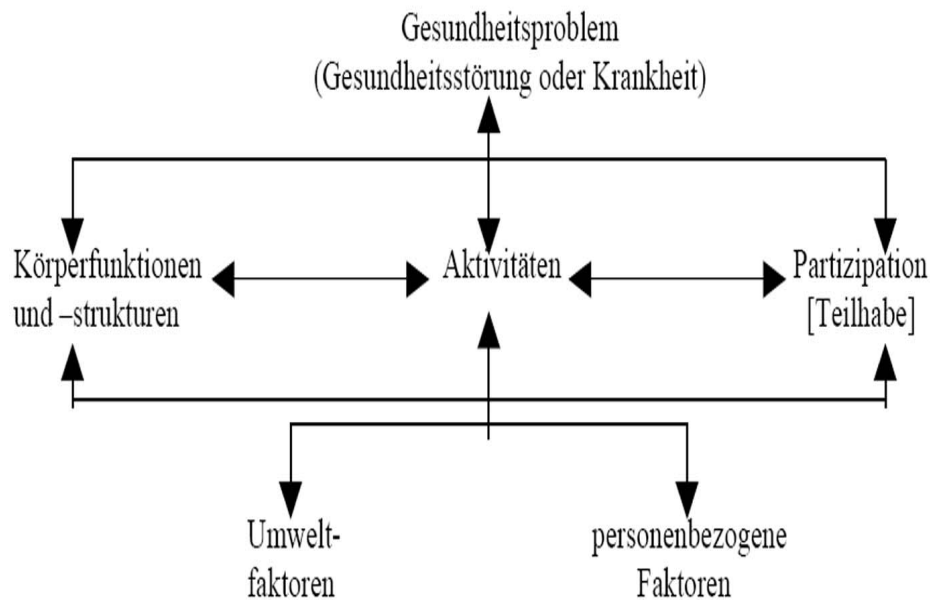 Gesundheitsproblem
(Gesundheitsstörung oder Krankheit)
Körperfunktionen
und –strukturen
Aktivitäten
Partizipation
[Teilhabe]
Umwelt-
faktoren
personenbezogene
Faktoren